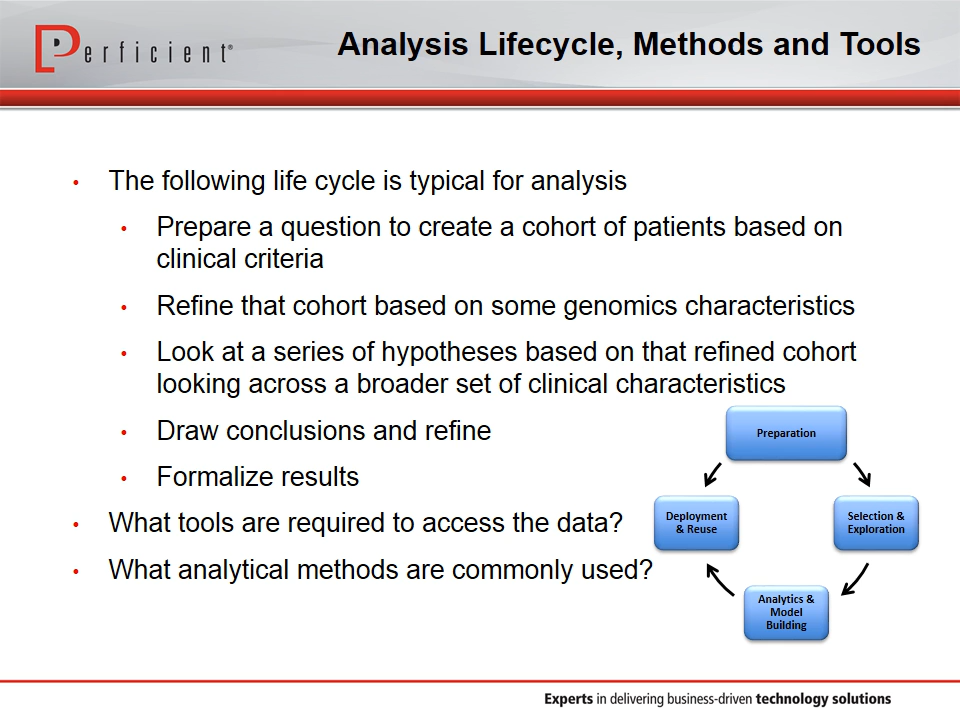 Perficient®
Analysis Lifecycle, Methods and Tools
• The following life cycle is typical for analysis
• Prepare a question to create a cohort of patients based on
clinical criteria
• Refine that cohort based on some genomics characteristics
• Look at a series of hypotheses based on that refined cohort
looking across a broader set of clinical characteristics
• Draw conclusions and refine
• Formalize results
• What tools are required to access the data?
• What analytical methods are commonly used?
Preparation
Deployment
& Reuse
Selection &
Exploration
Analytics &
Model
Building
Experts in delivering business-driven technology solutions